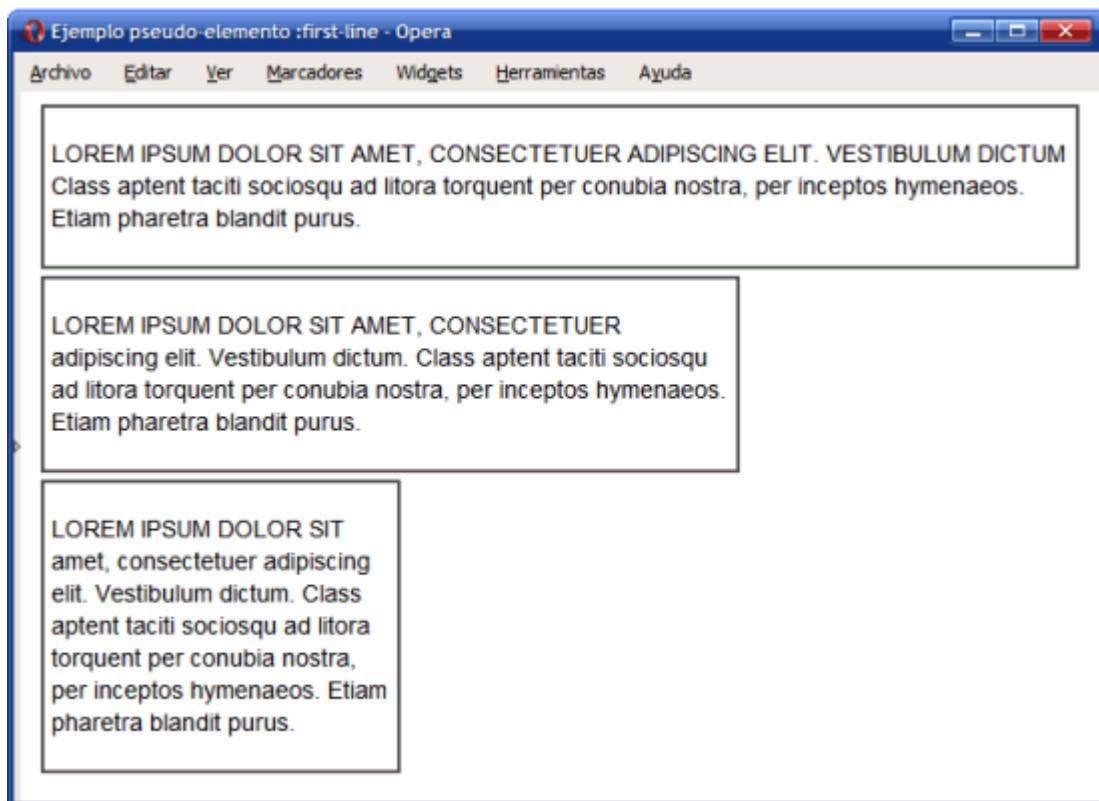 Ejemplo pseudo-elemento :first-line - Opera
Archivo Editar Ver Marcadores Widgets Herramientas Ayuda
LOREM IPSUM DOLOR SIT AMET, CONSECTETUER ADIPISCING ELIT. VESTIBULUM DICTUM
Class aptent taciti sociosqu ad litora torquent per conubia nostra, per inceptos hymenaeos.
Etiam pharetra blandit purus.
LOREM IPSUM DOLOR SIT AMET, CONSECTETUER
adipiscing elit. Vestibulum dictum. Class aptent taciti sociosqu
ad litora torquent per conubia nostra, per inceptos hymenaeos.
Etiam pharetra blandit purus.
LOREM IPSUM DOLOR SIT
amet, consectetuer adipiscing
elit. Vestibulum dictum. Class
aptent taciti sociosqu ad litora
torquent per conubia nostra,
per inceptos hymenaeos. Etiam
pharetra blandit purus.